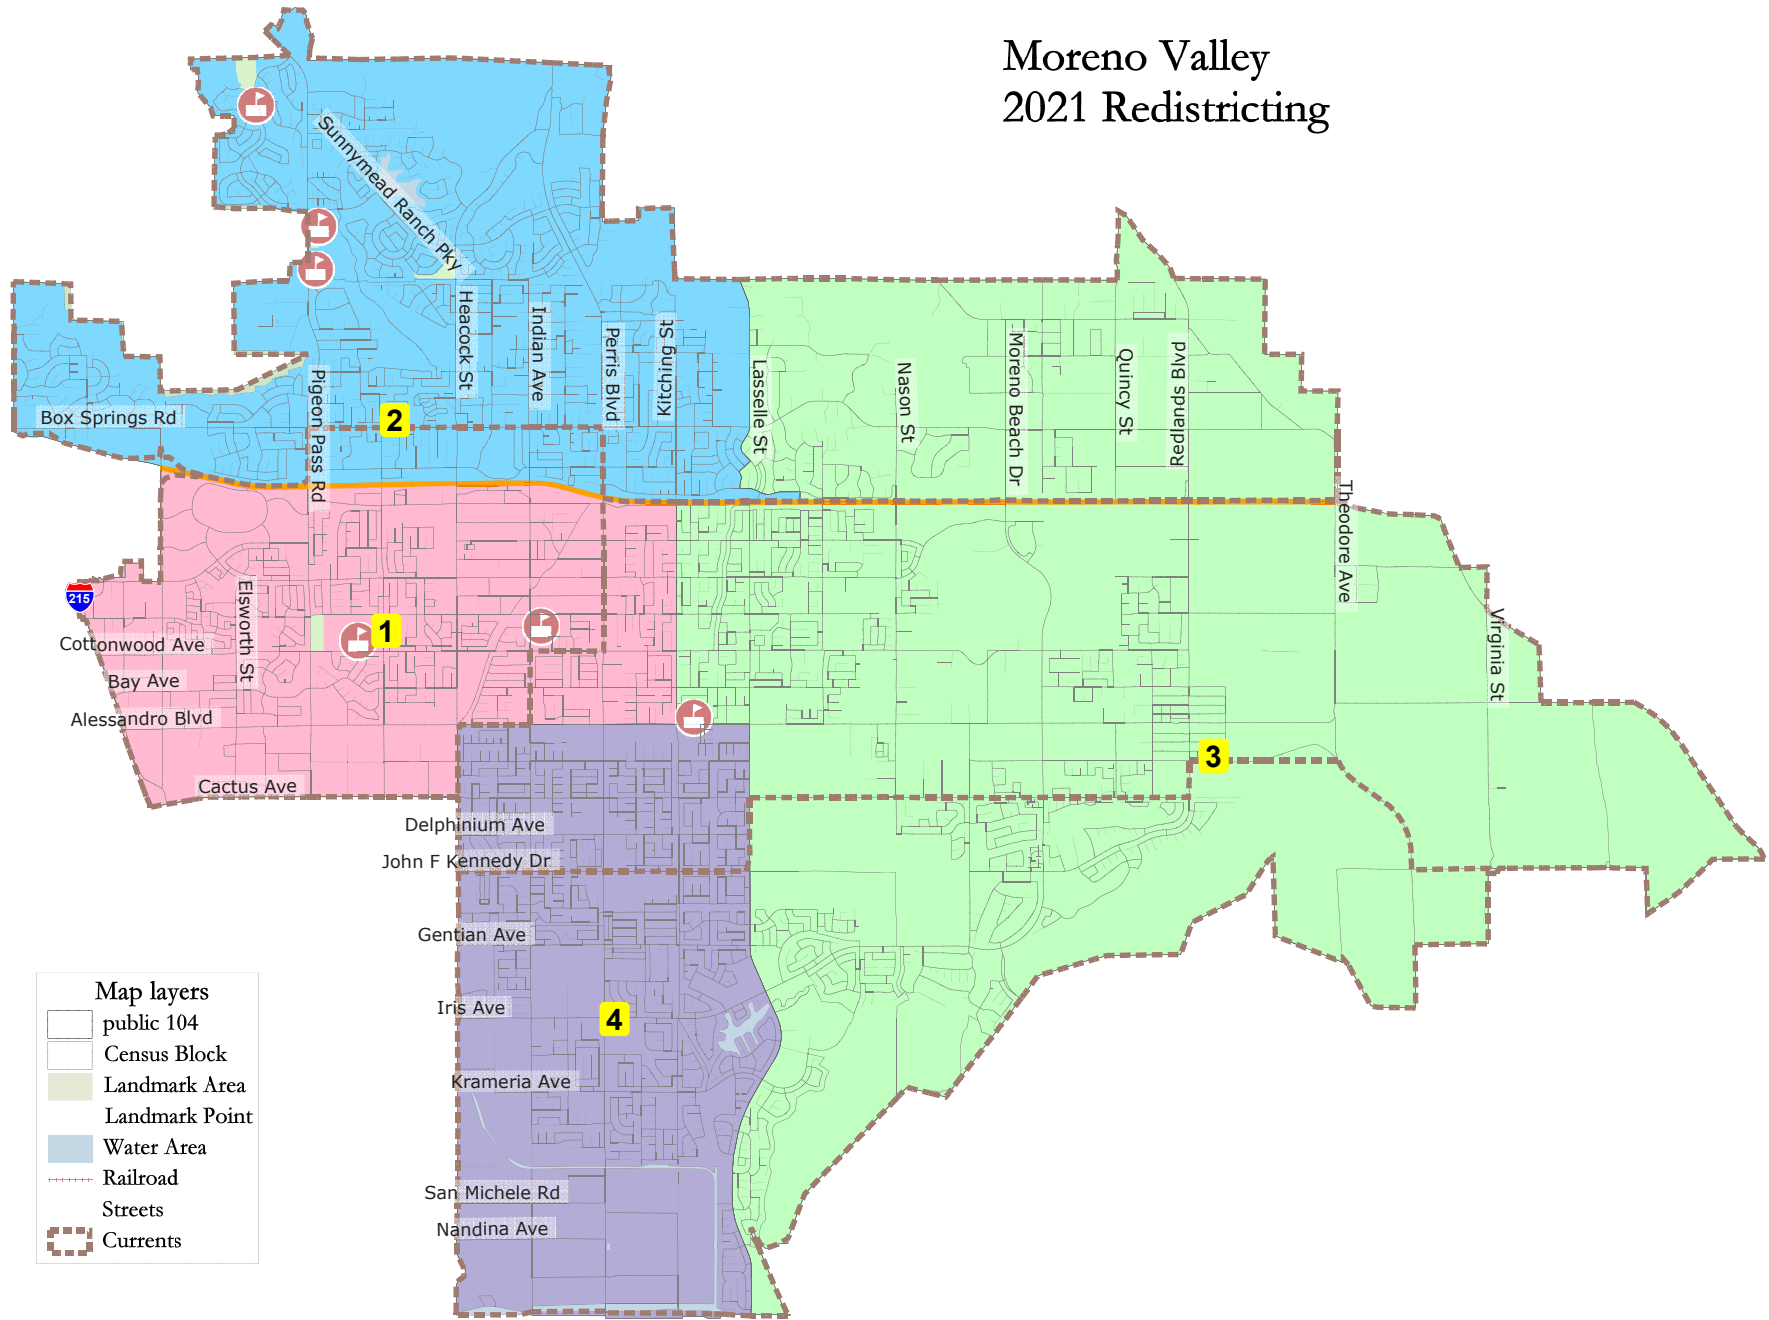 Moreno Valley
2021 Redistricting
Sunnymead Ranch Pky
Heacock St
Indian Ave
Perris Blvd
Kitching St
Lasselle St
Nason St
Moreno Beach Dr
Quincy St
Redlands Blvd
Pigeon Pass Rd
Box Springs Rd
2
Theodore Ave
215
Elsworth St
1
Virginia St
Cottonwood Ave
Bay Ave
Alessandro Blvd
3
Cactus Ave
Delphinium Ave
John F Kennedy Dr
Gentian Ave
Iris Ave
4
Krameria Ave
San Michele Rd
Nandina Ave
Map layers
public 104
Census Block
Landmark Area
Landmark Point
Water Area
Railroad
Streets
Currents